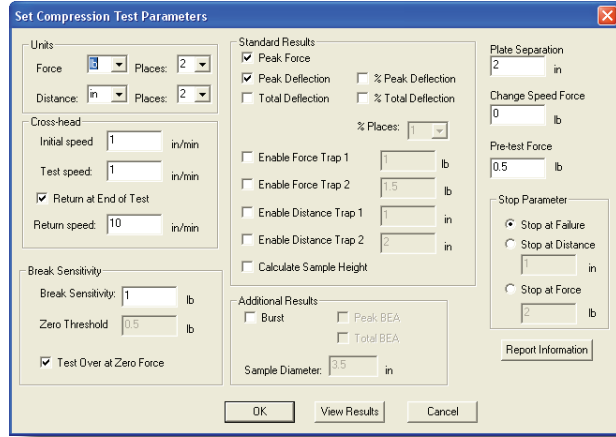 Set Compression Test Parameters
Units
Force lb Places: 2
Distance: in Places: 2
Cross-head
Initial speed 1 in/min
Test speed: 1 in/min
Return at End of Test
Return speed: 10 in/min
Break Sensitivity
Break Sensitivity: 1 lb
Zero Threshold 0.5 lb
Test Over at Zero Force
Standard Results
Peak Force
Peak Deflection % Peak Deflection
Total Deflection % Total Deflection
% Places: 1
Enable Force Trap 1 1 lb
Enable Force Trap 2 1.5 lb
Enable Distance Trap 1 1 in
Enable Distance Trap 2 2 in
Calculate Sample Height
Additional Results
Burst Peak BEA
Total BEA
Sample Diameter: 3.5 in
Plate Separation
2 in
Change Speed Force
0 lb
Pre-test Force
0.5 lb
Stop Parameter
Stop at Failure
Stop at Distance
1 in
Stop at Force
2 lb
Report Information
OK View Results Cancel